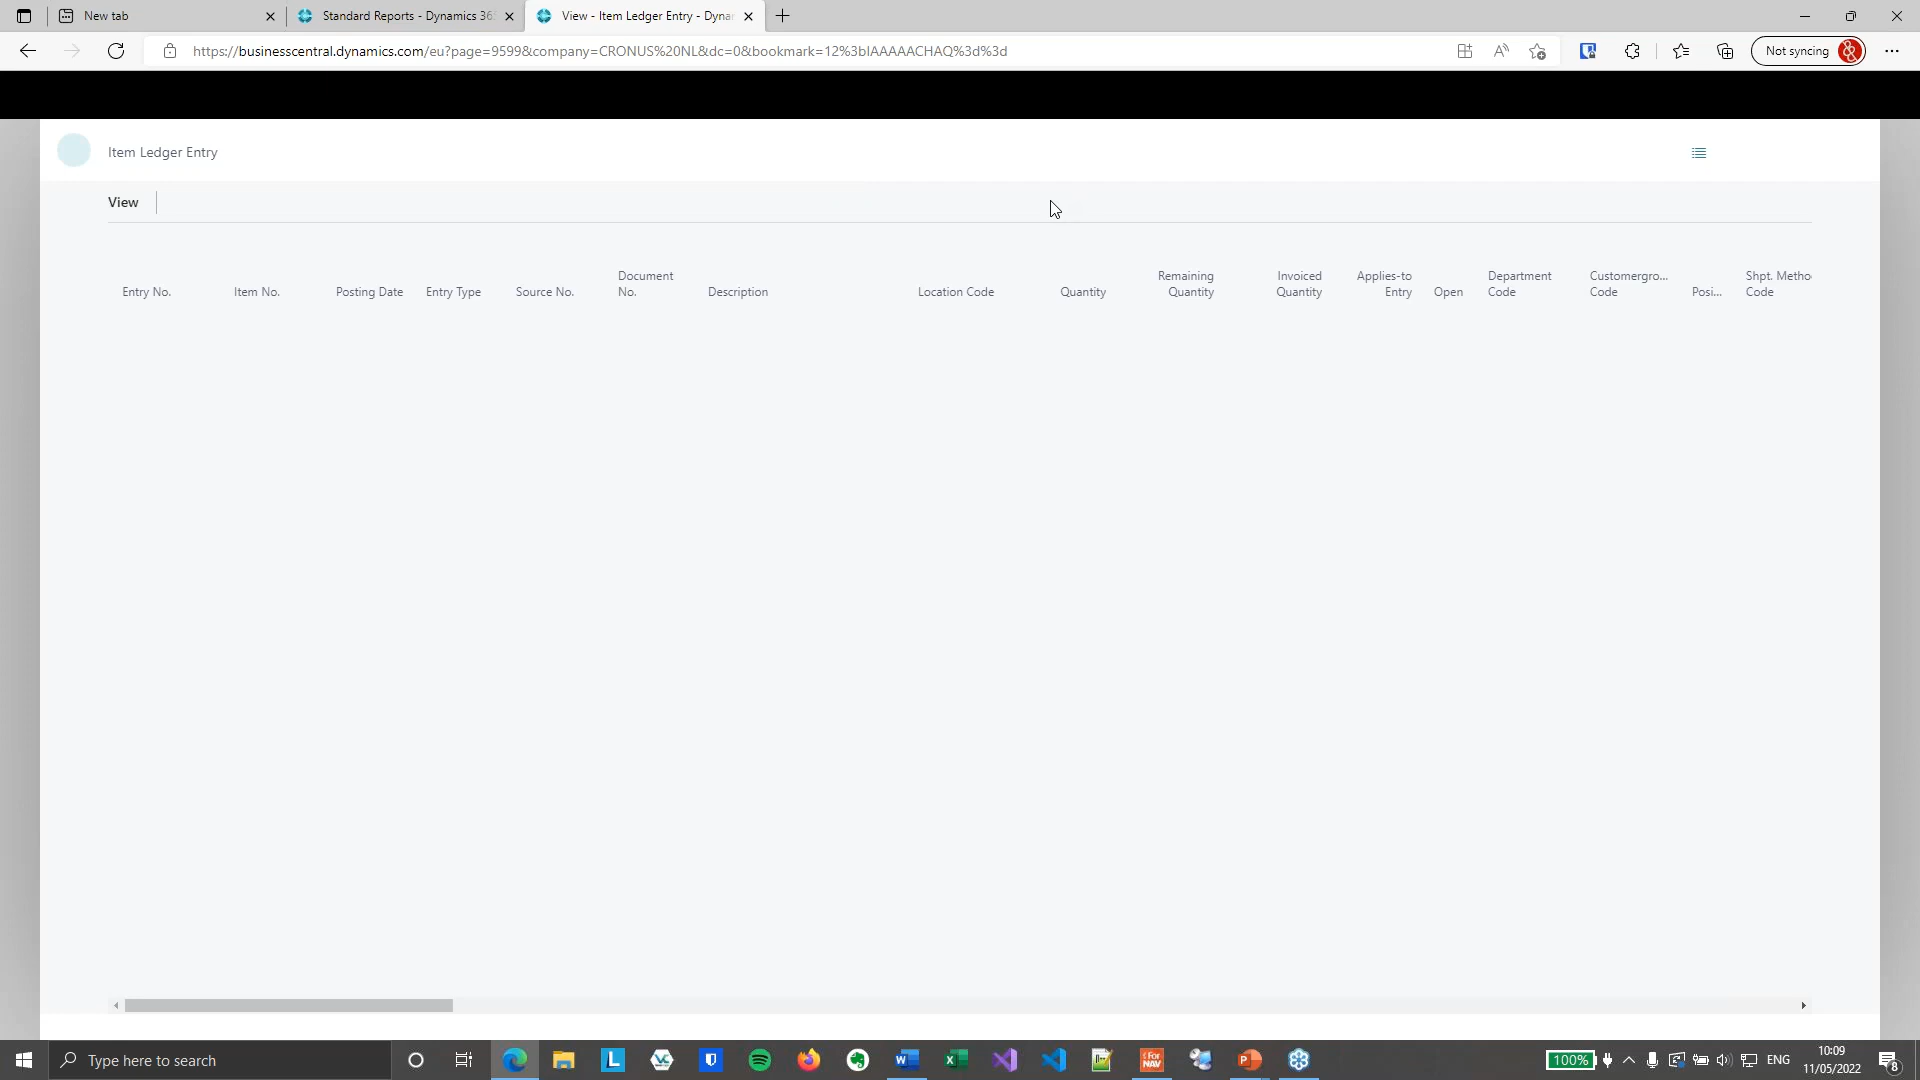 New tab
Standard Reports - Dynamics 36
View - Item Ledger Entry - Dyna
https://businesscentral.dynamics.com/eu?page=9599&company=CRONUS%20NL&dc=0&bookmark=12%3bIAAAAACHAQ%3d%3d
Not syncing
Item Ledger Entry
View
Entry No.
Item No.
Posting Date
Entry Type
Source No.
Document
No.
Description
Location Code
Quantity
Remaining
Quantity
Invoiced
Quantity
Applies-to
Entry
Open
Department
Code
Customergro...
Code
Posi...
Shpt. Metho
Code
Type here to search
L
VC
W
X
For
NAV
P
100%
ENG
10:09
11/05/2022
8